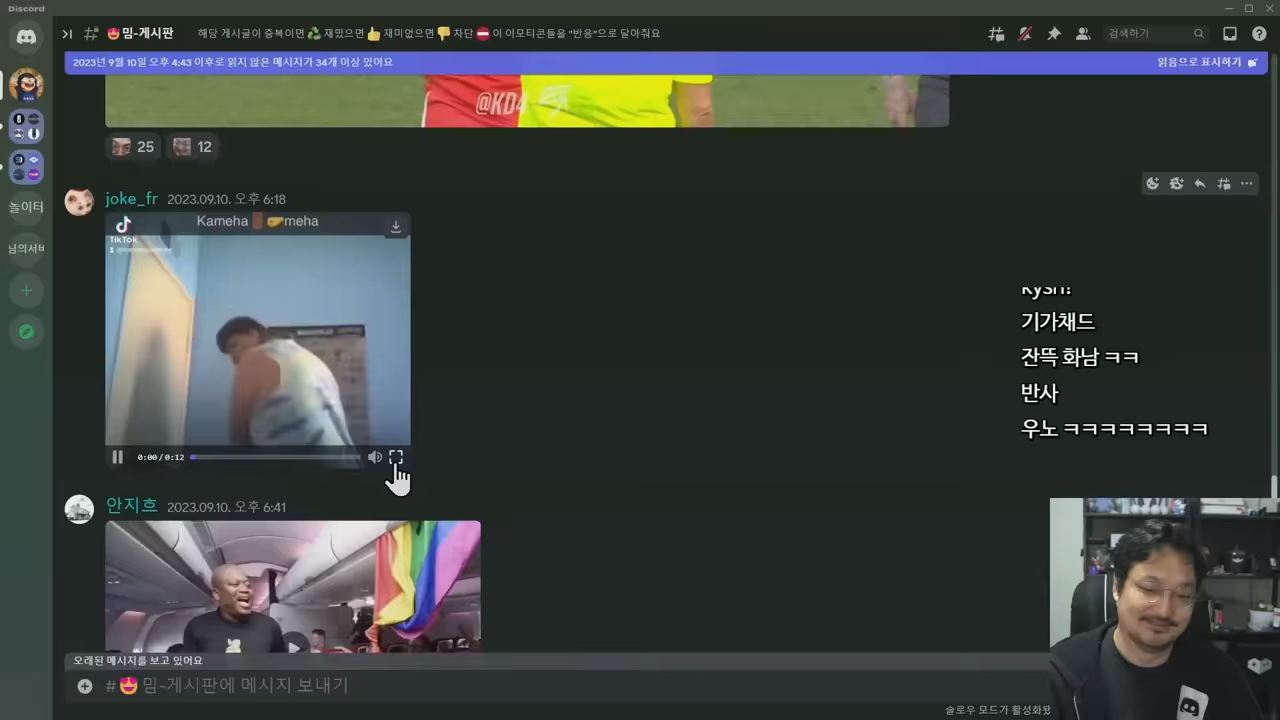 Discord
# 😍밈-게시판
해당 게시글이 중복이면 ♻️ 재밌으면 👍 재미없으면 👎 차단 ⛔ 이 이모티콘들을 "반응"으로 달아줘요
검색하기
2023년 9월 10일 오후 4:43 이후로 읽지 않은 메시지가 34개 이상 있어요
읽음으로 표시하기
@KD4
25
12
놀이터
님의서버
joke_fr 2023.09.10. 오후 6:18
Kameha 🚪🤛meha
TikTok
0:00/0:12
기가채드
잔뜩 화남 ㅋㅋ
반사
우노 ㅋㅋㅋㅋㅋㅋㅋㅋ
안지흐 2023.09.10. 오후 6:41
오래된 메시지를 보고 있어요
#😍밈-게시판에 메시지 보내기
슬로우 모드가 활성화됐